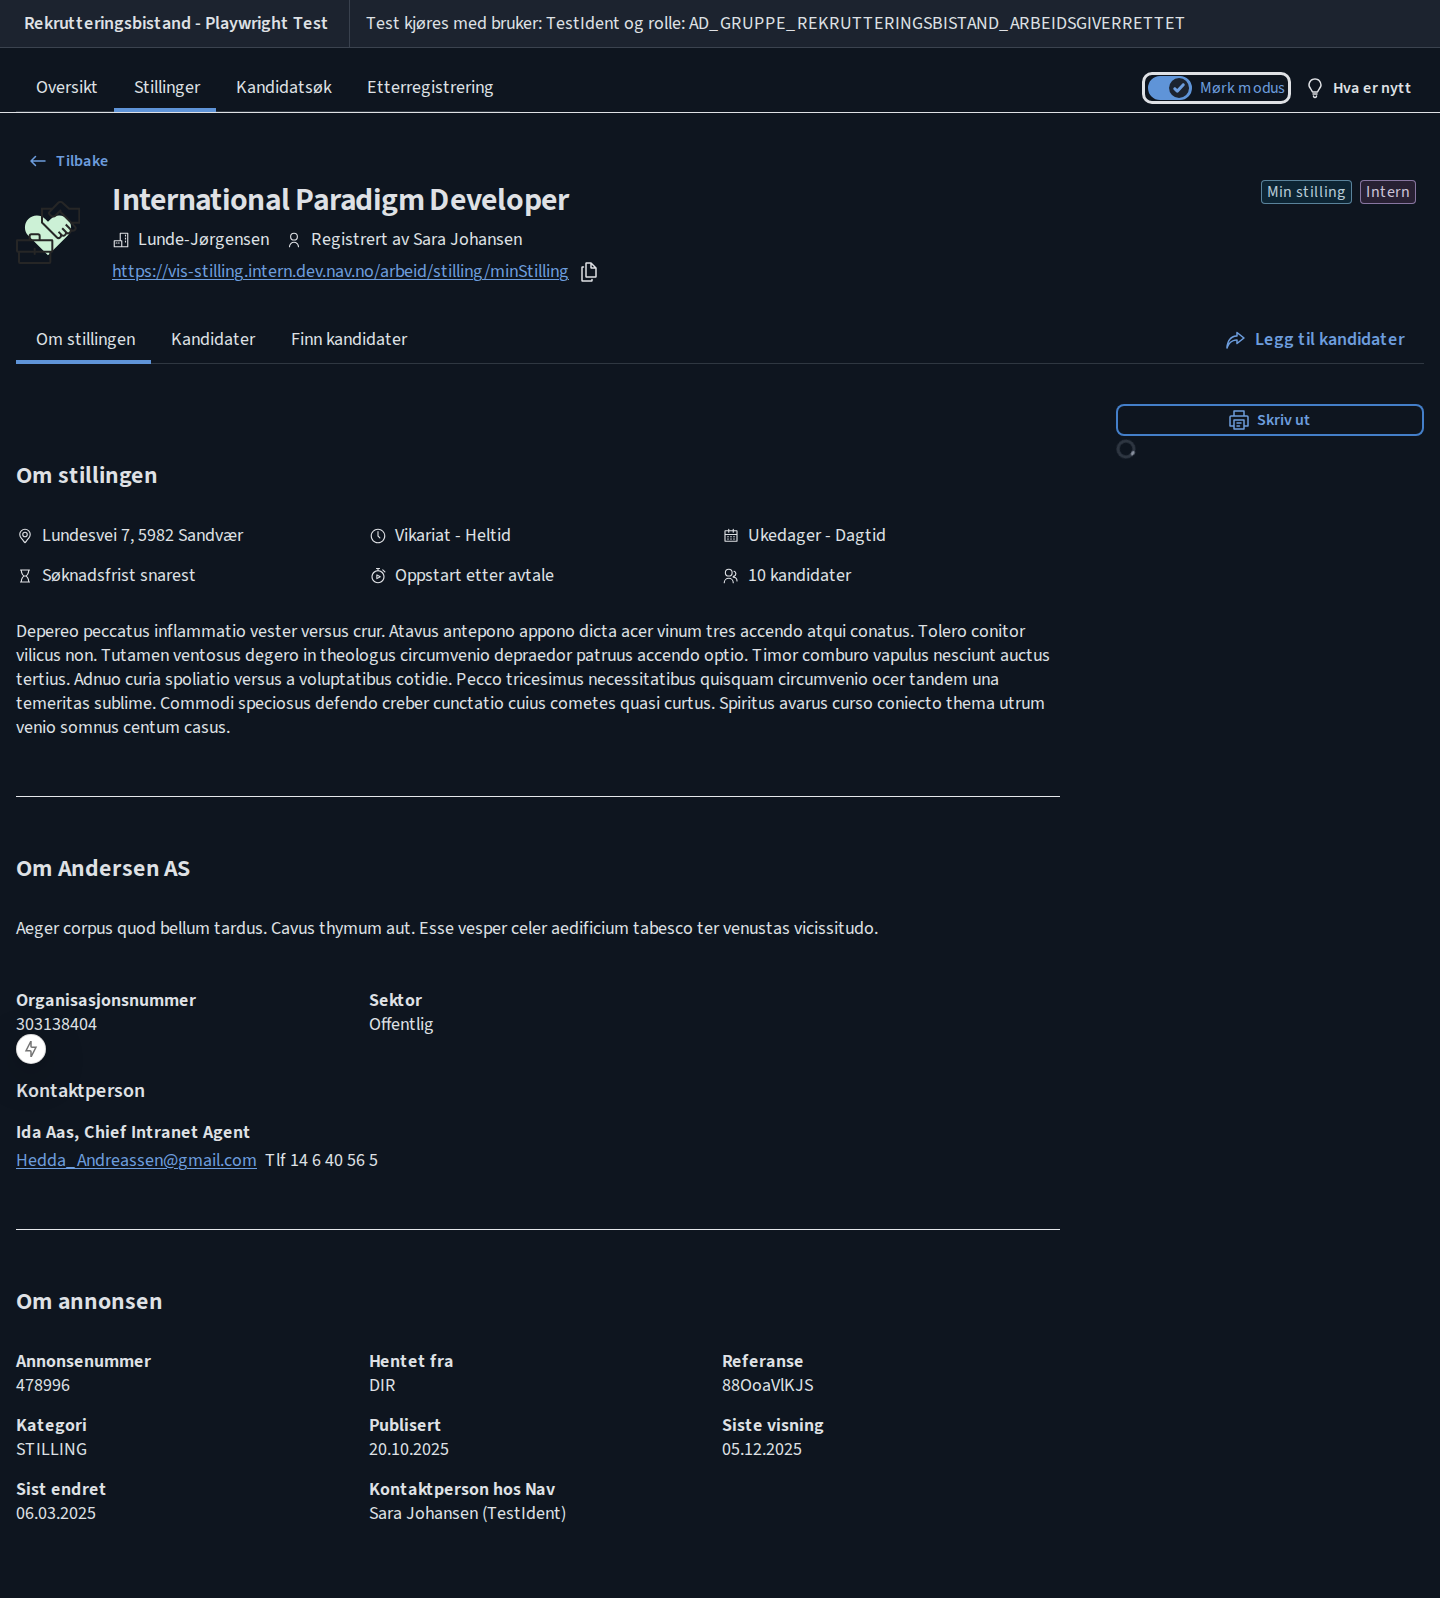 Rekrutteringsbistand - Playwright Test
Test kjøres med bruker: TestIdent og rolle: AD_GRUPPE_REKRUTTERINGSBISTAND_ARBEIDSGIVERRETTET
Oversikt
Stillinger
Kandidatsøk
Etterregistrering
Mørk modus
Hva er nytt
Tilbake
International Paradigm Developer
Min stilling
Intern
Lunde-Jørgensen
Registrert av Sara Johansen
https://vis-stilling.intern.dev.nav.no/arbeid/stilling/minStilling
Om stillingen
Kandidater
Finn kandidater
Legg til kandidater
Skriv ut
Om stillingen
Lundesvei 7, 5982 Sandvær
Vikariat - Heltid
Ukedager - Dagtid
Søknadsfrist snarest
Oppstart etter avtale
10 kandidater
Depereo peccatus inflammatio vester versus crur. Atavus antepono appono dicta acer vinum tres accendo atqui conatus. Tolero conitor
vilicus non. Tutamen ventosus degero in theologus circumvenio depraedor patruus accendo optio. Timor comburo vapulus nesciunt auctus
tertius. Adnuo curia spoliatio versus a voluptatibus cotidie. Pecco tricesimus necessitatibus quisquam circumvenio ocer tandem una
temeritas sublime. Commodi speciosus defendo creber cunctatio cuius cometes quasi curtus. Spiritus avarus curso coniecto thema utrum
venio somnus centum casus.
Om Andersen AS
Aeger corpus quod bellum tardus. Cavus thymum aut. Esse vesper celer aedificium tabesco ter venustas vicissitudo.
Organisasjonsnummer
303138404
Sektor
Offentlig
Kontaktperson
Ida Aas, Chief Intranet Agent
Hedda_Andreassen@gmail.com Tlf 14 6 40 56 5
Om annonsen
Annonsenummer
478996
Hentet fra
DIR
Referanse
88OoaVlKJS
Kategori
STILLING
Publisert
20.10.2025
Siste visning
05.12.2025
Sist endret
06.03.2025
Kontaktperson hos Nav
Sara Johansen (TestIdent)